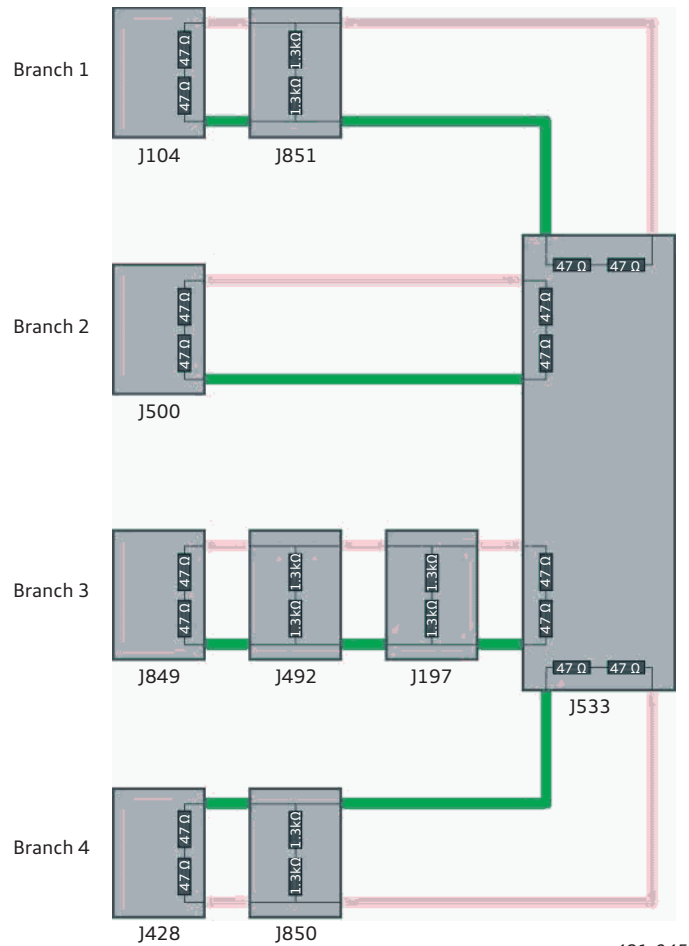 Branch 1
47 Ω
47 Ω
1.3kΩ
1.3kΩ
J104
J851
47 Ω
47 Ω
Branch 2
47 Ω
47 Ω
47 Ω
47 Ω
J500
Branch 3
47 Ω
47 Ω
1.3kΩ
1.3kΩ
1.3kΩ
1.3kΩ
47 Ω
47 Ω
J849
J492
J197
47 Ω
47 Ω
J533
Branch 4
47 Ω
47 Ω
1.3kΩ
1.3kΩ
J428
J850